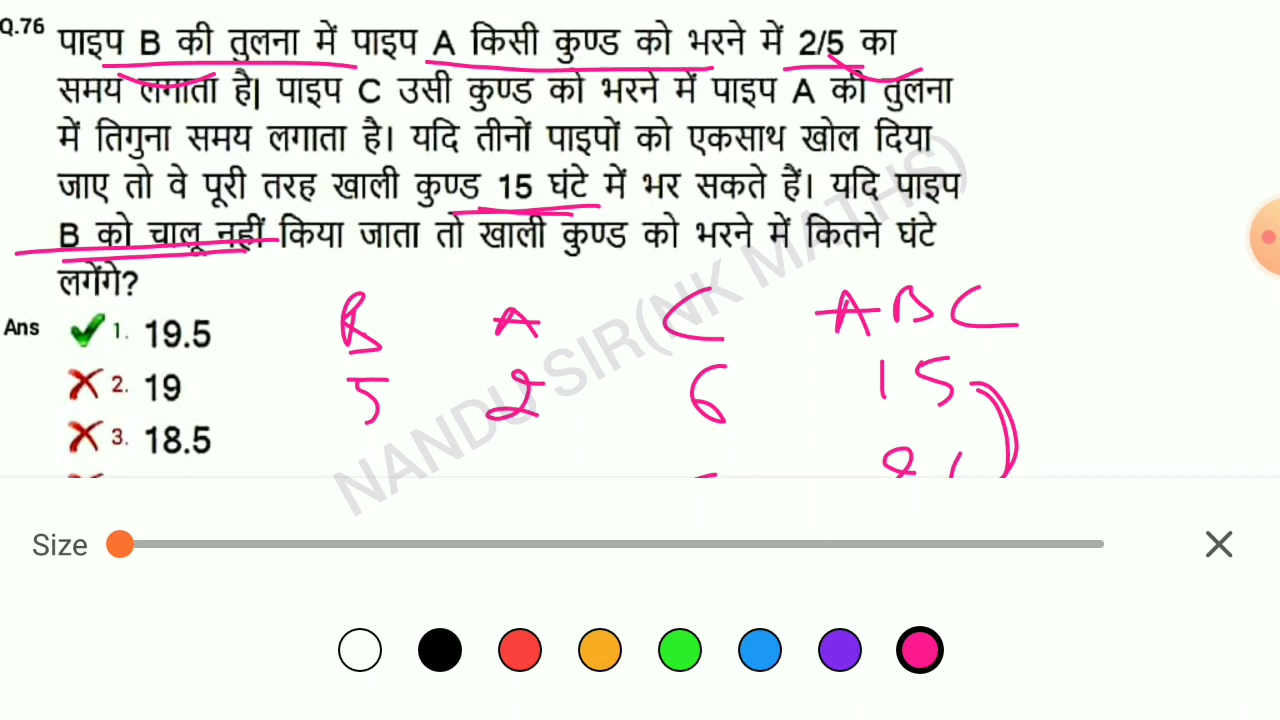 Q.76 पाइप B की तुलना में पाइप A किसी कुण्ड को भरने में 2/5 का
समय लगाता है। पाइप C उसी कुण्ड को भरने में पाइप A की तुलना
में तिगुना समय लगाता है। यदि तीनों पाइपों को एकसाथ खोल दिया
जाए तो वे पूरी तरह खाली कुण्ड 15 घंटे में भर सकते हैं। यदि पाइप
B को चालू नहीं किया जाता तो खाली कुण्ड को भरने में कितने घंटे
लगेंगे?
Ans 1. 19.5
2. 19
3. 18.5
B A C ABC
5 2 6 15
NANDU SIR(NK MATHS)
Size